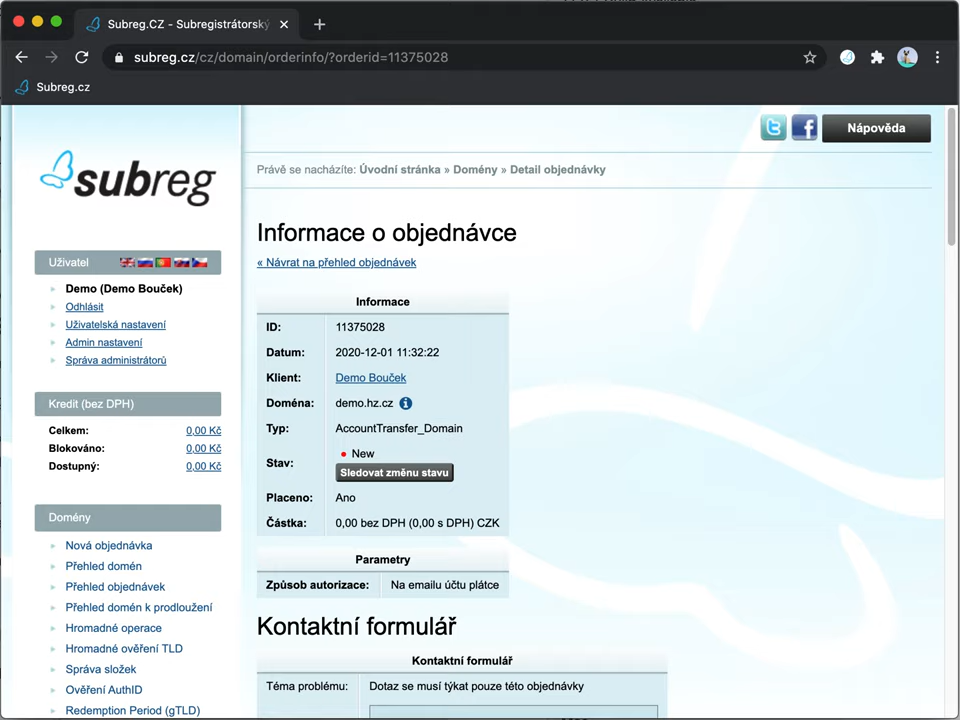 Subreg.CZ - Subregistrátorský
subreg.cz/cz/domain/orderinfo/?orderid=11375028
Subreg.cz
subreg
Nápověda
Právě se nacházíte: Úvodní stránka » Domény » Detail objednávky
Uživatel
Demo (Demo Bouček)
Odhlásit
Uživatelská nastavení
Admin nastavení
Správa administrátorů
Kredit (bez DPH)
Celkem: 0,00 Kč
Blokováno: 0,00 Kč
Dostupný: 0,00 Kč
Domény
Nová objednávka
Přehled domén
Přehled objednávek
Přehled domén k prodloužení
Hromadné operace
Hromadné ověření TLD
Správa složek
Ověření AuthID
Redemption Period (gTLD)
Informace o objednávce
« Návrat na přehled objednávek
Informace
ID: 11375028
Datum: 2020-12-01 11:32:22
Klient: Demo Bouček
Doména: demo.hz.cz
Typ: AccountTransfer_Domain
Stav: New
Sledovat změnu stavu
Placeno: Ano
Částka: 0,00 bez DPH (0,00 s DPH) CZK
Parametry
Způsob autorizace: Na emailu účtu plátce
Kontaktní formulář
Kontaktní formulář
Téma problému: Dotaz se musí týkat pouze této objednávky